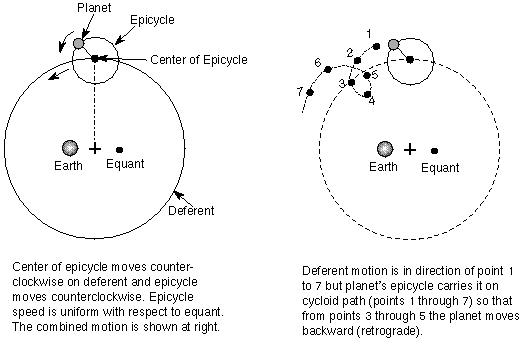 Planet
Epicycle
Center of Epicycle
Earth
Equant
Deferent
Center of epicycle moves counter-
clockwise on deferent and epicycle
moves counterclockwise. Epicycle
speed is uniform with respect to equant.
The combined motion is shown at right.
1
2
3
4
5
6
7
Earth
Equant
Deferent motion is in direction of point 1
to 7 but planet's epicycle carries it on
cycloid path (points 1 through 7) so that
from points 3 through 5 the planet moves
backward (retrograde).